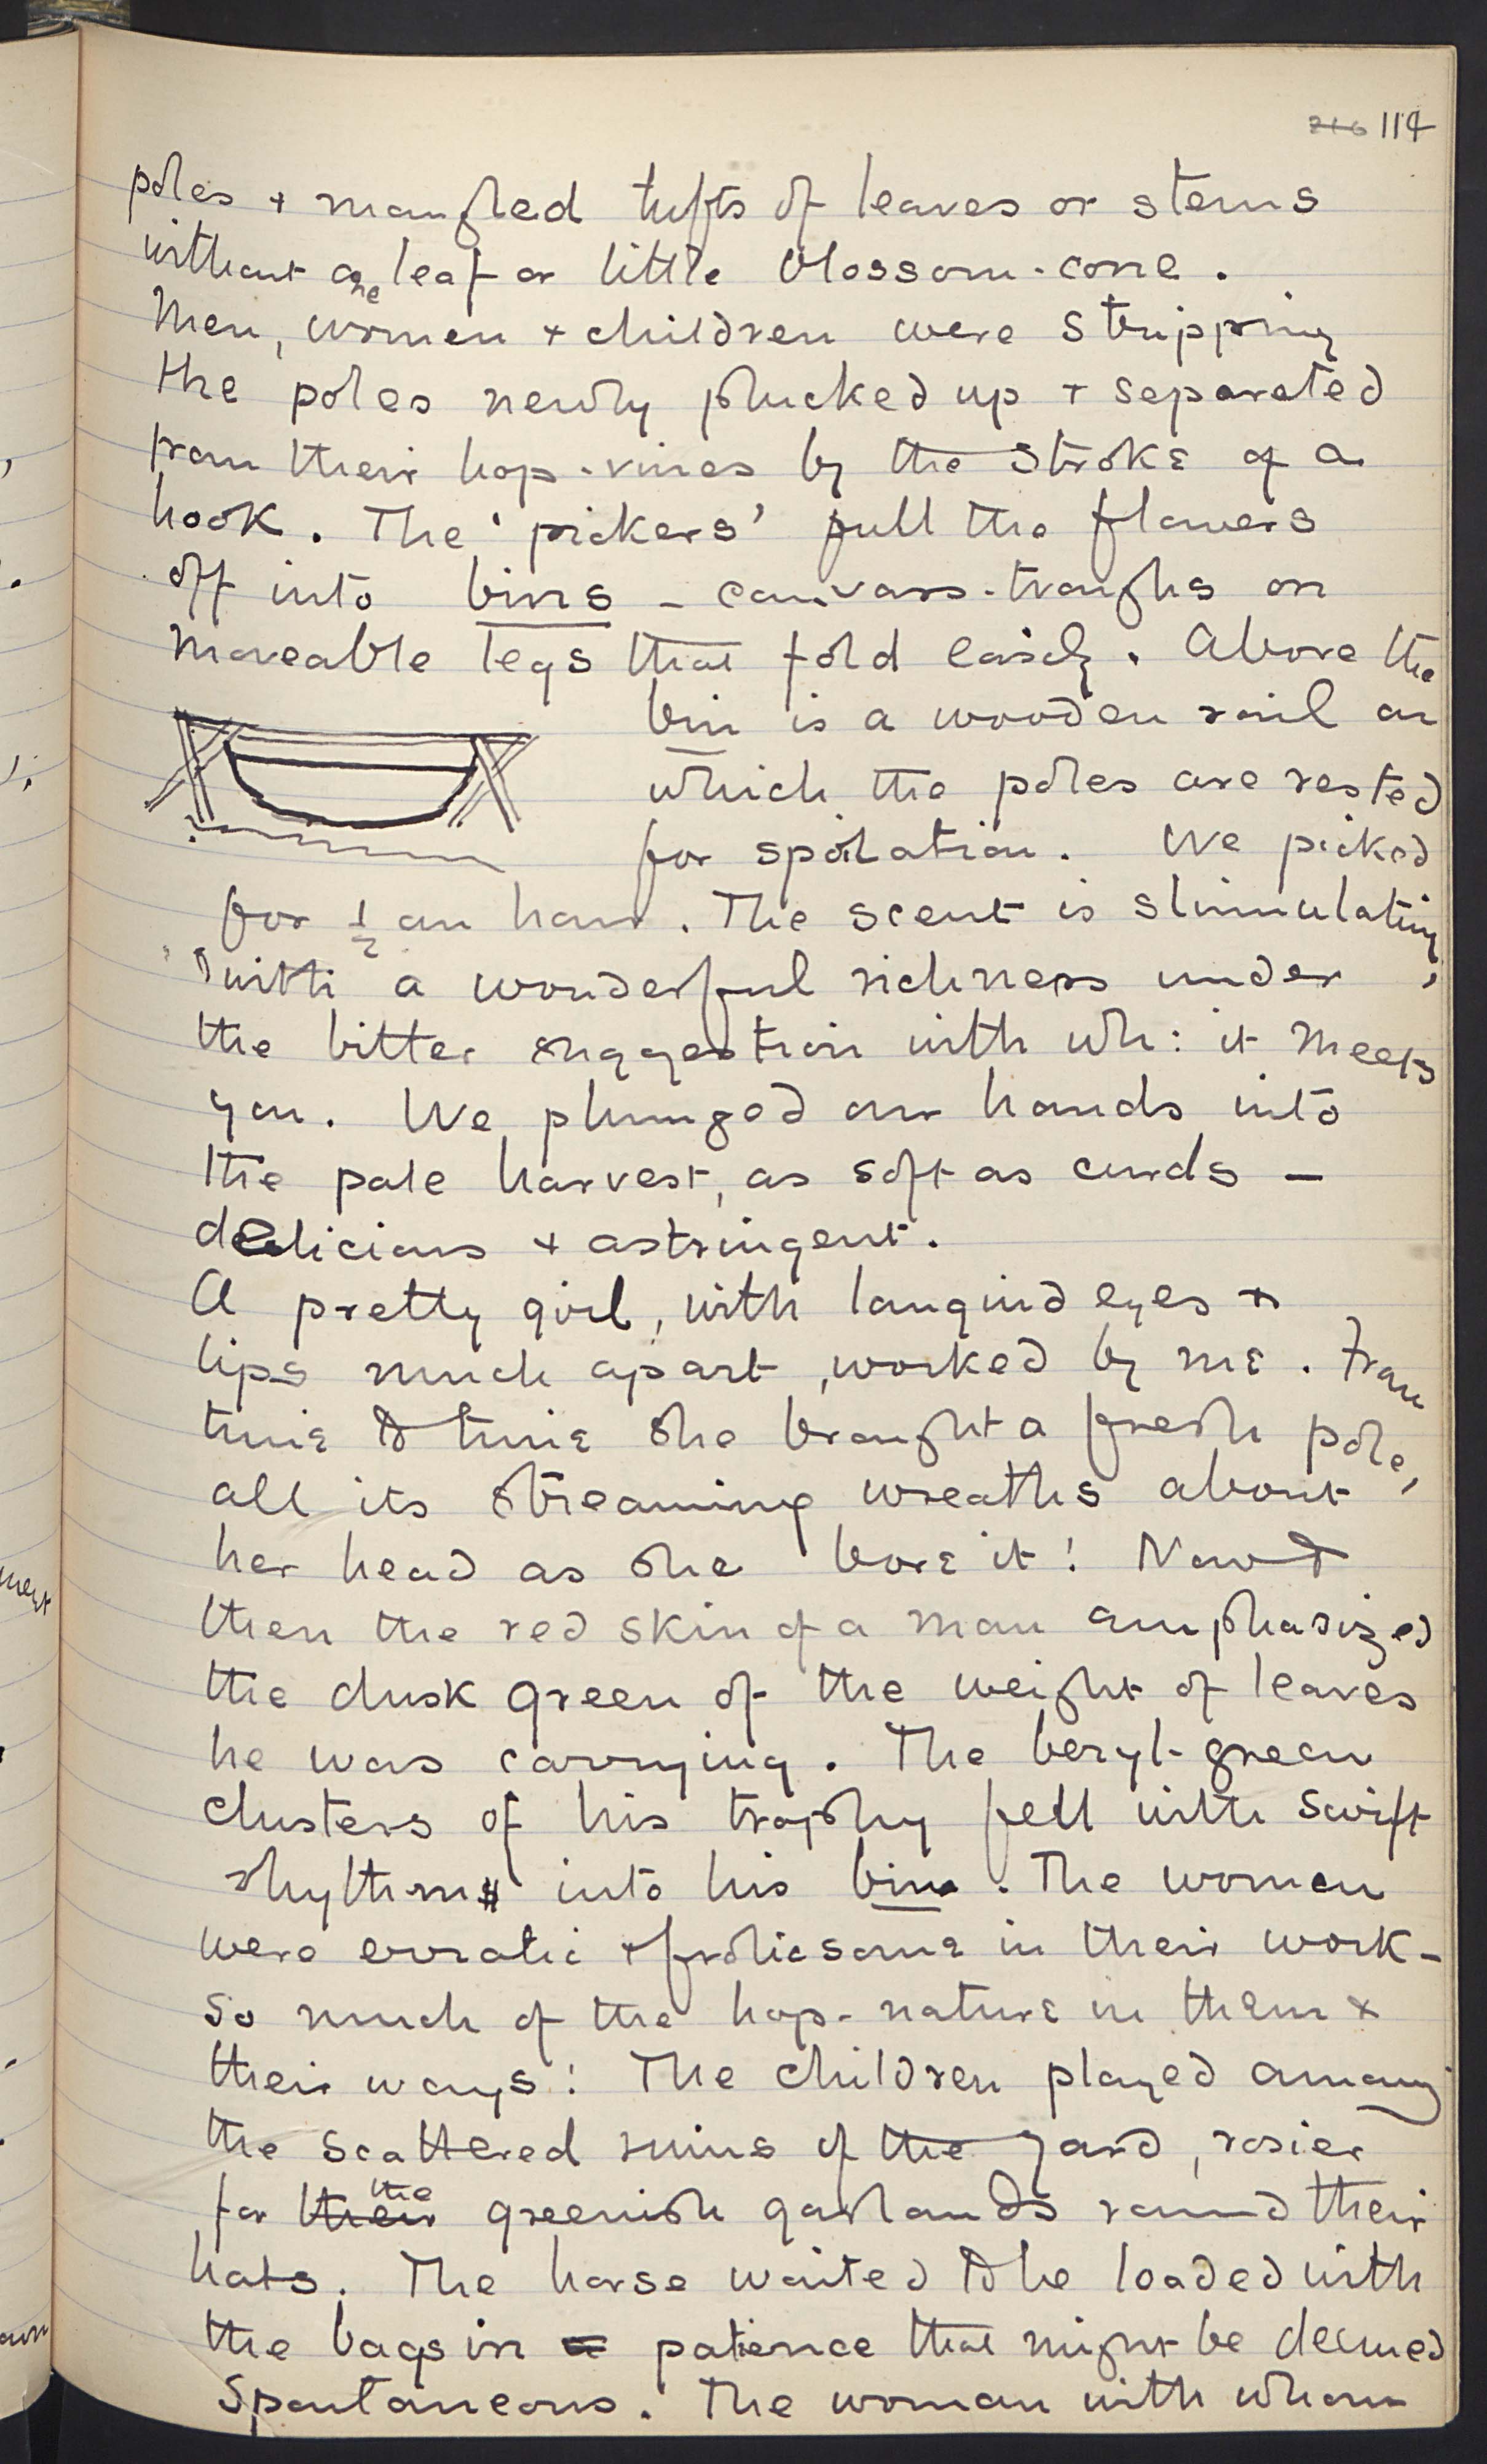 216 114
poles + mangled tufts of leaves or stems
without one leaf or little blossom-cone.
Men, women + children were stripping
the poles newly plucked up + separated
from their hop-vines by the stroke of a
hook. The 'pickers' pull the flowers
off into bins – canvass-troughs on
moveable legs that fold easily. Above the
bin is a wooden rail on
which the poles are rested
for spoilation. We picked
for ½ an hour. The scent is stimulating,
with a wonderful richness under
the bitter suggestion with wh: it meets
you. We plunged our hands into
the pale harvest, as soft as curds –
delicious + astringent.
A pretty girl, with languid eyes +
lips much apart, worked by me. From
time to time she brought a fresh pole,
all its streaming wreaths about
her head as she bore it! Now &
then the red skin of a man emphasized
the dusk green of the weight of leaves
he was carrying. The beryl-green
clusters of his trophy fell with swift
rhythm into his bin. The women
were erratic + frolicsome in their work –
so much of the hop-nature in them +
their ways! The children played among
the scattered ruins of the yard, rosier
for their the greenish garlands round their
hats. The horse waited to be loaded with
the bags in a patience that might be deemed
spontaneous. The woman with whom